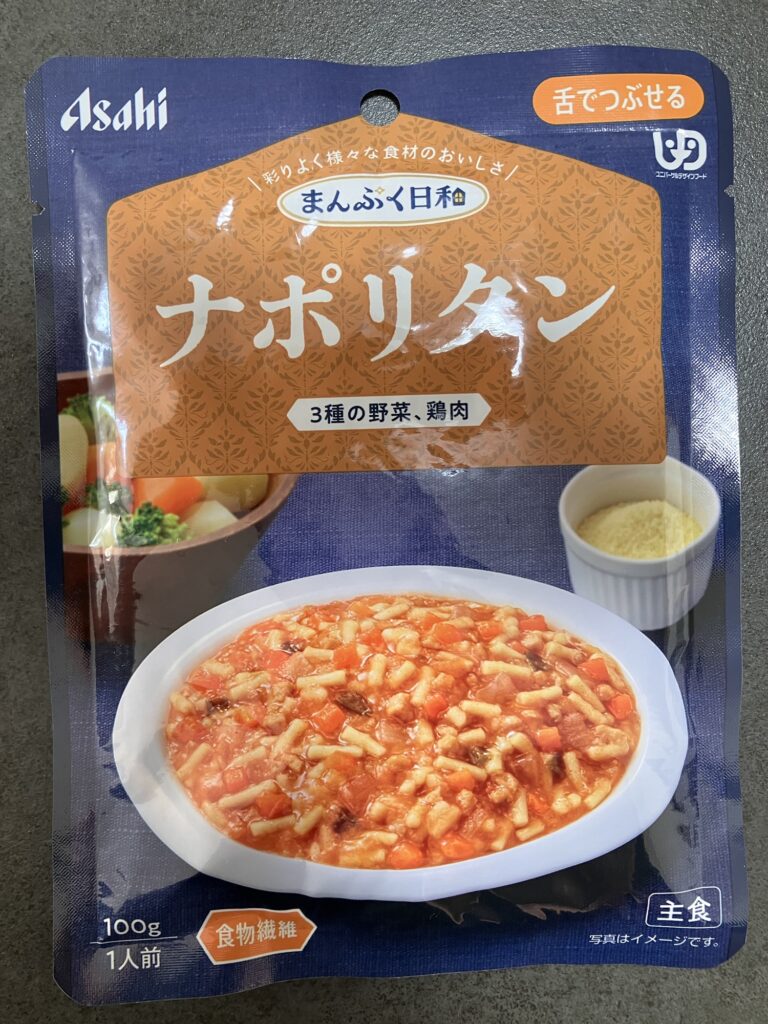 Asahi
舌でつぶせる
ユニバーサルデザインフード
\ 彩りよく様々な食材のおいしさ /
まんぷく日和
ナポリタン
3種の野菜、鶏肉
100g
1人前
食物繊維
主食
写真はイメージです。